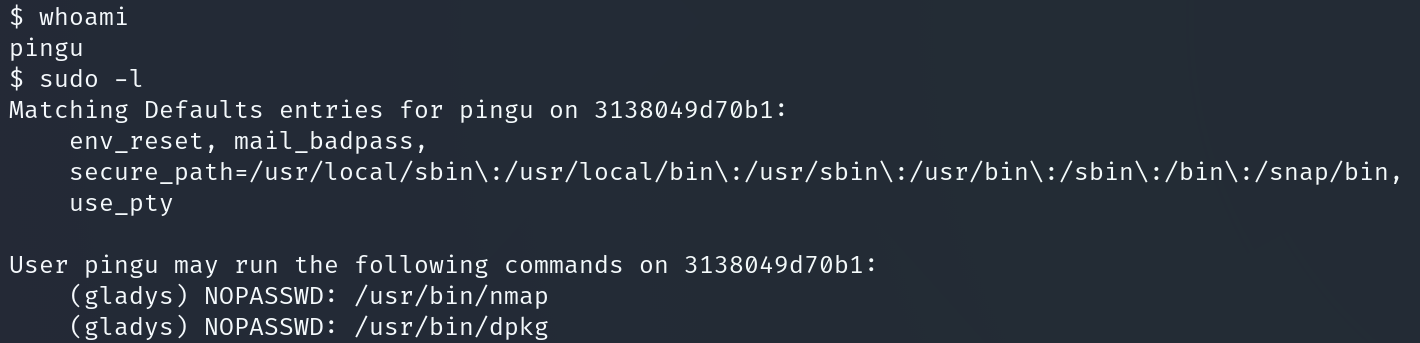 $ whoami
pingu
$ sudo -l
Matching Defaults entries for pingu on 3138049d70b1:
    env_reset, mail_badpass,
    secure_path=/usr/local/sbin\:/usr/local/bin\:/usr/sbin\:/usr/bin\:/sbin\:/bin\:/snap/bin,
    use_pty

User pingu may run the following commands on 3138049d70b1:
    (gladys) NOPASSWD: /usr/bin/nmap
    (gladys) NOPASSWD: /usr/bin/dpkg